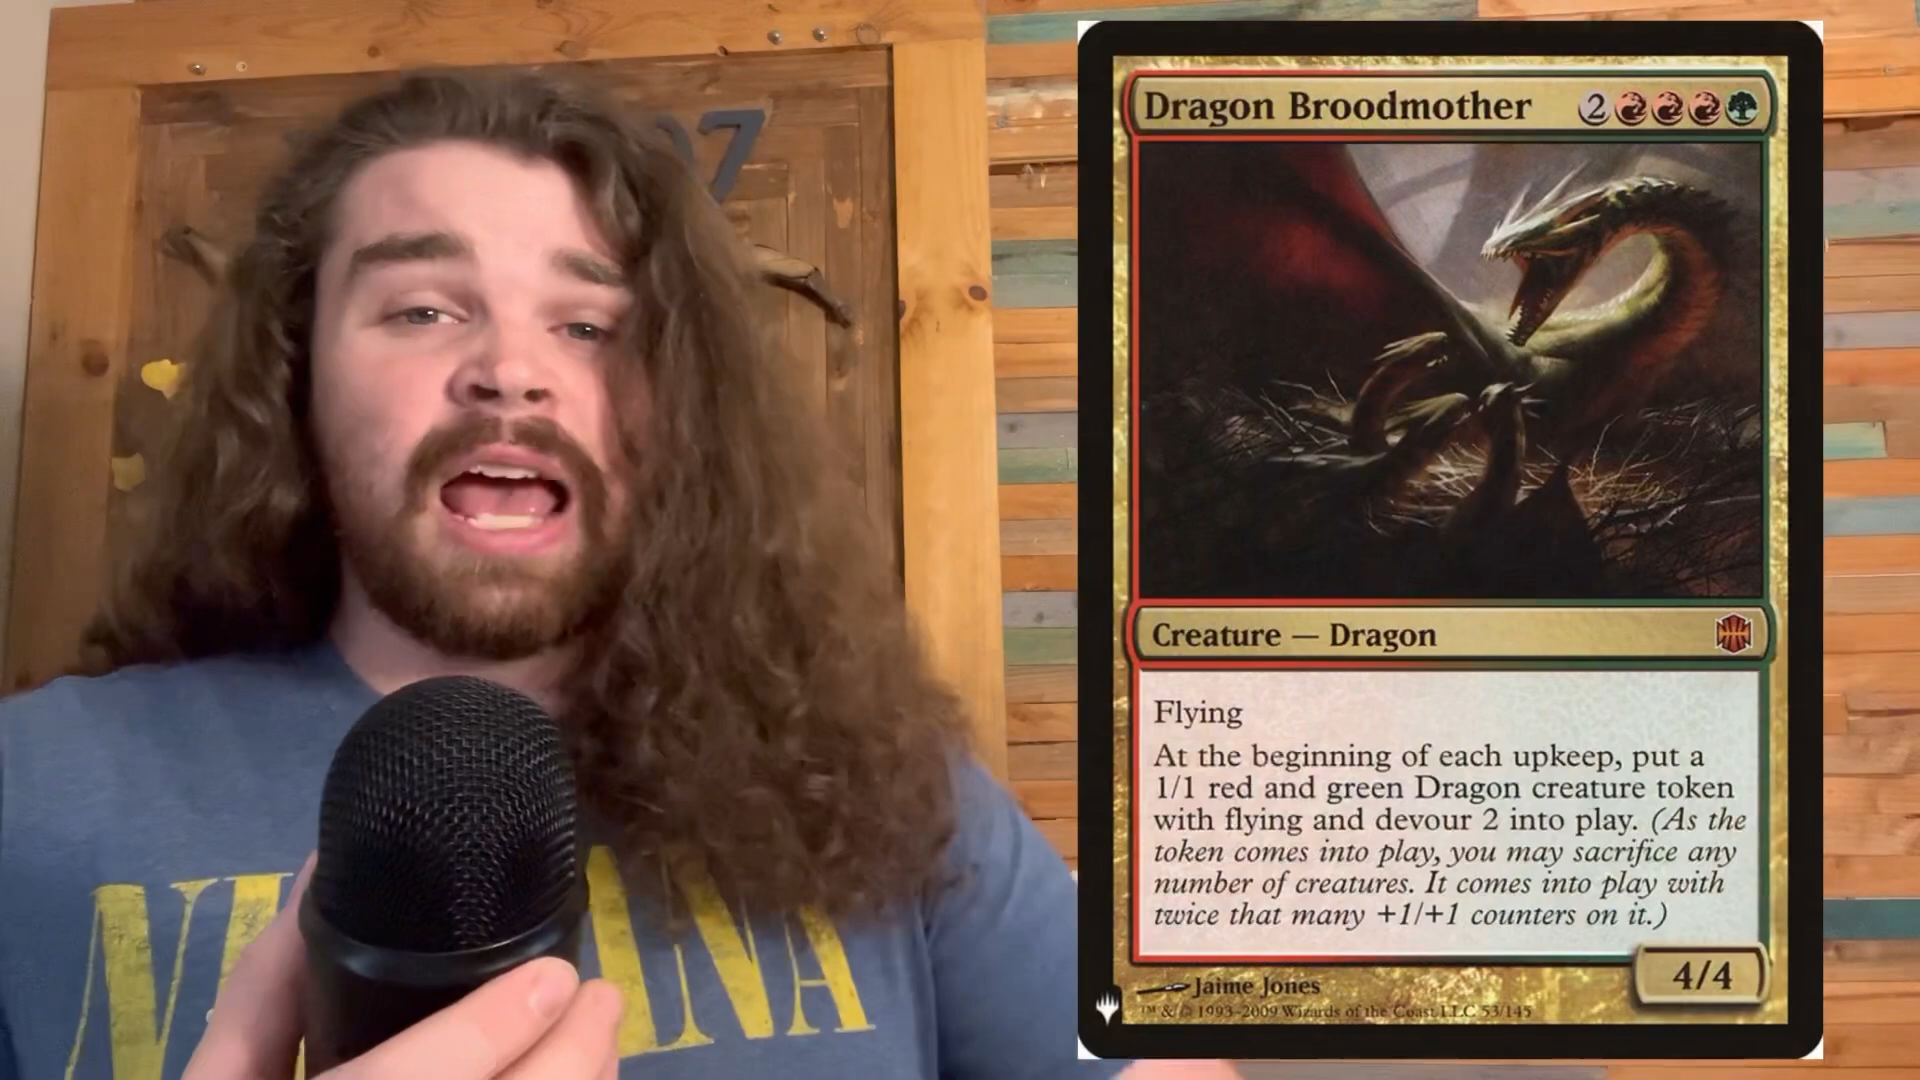 7
NIRVANA
Dragon Broodmother 2
Creature — Dragon
Flying
At the beginning of each upkeep, put a
1/1 red and green Dragon creature token
with flying and devour 2 into play. (As the
token comes into play, you may sacrifice any
number of creatures. It comes into play with
twice that many +1/+1 counters on it.)
4/4
Jaime Jones
™ & © 1993–2009 Wizards of the Coast LLC 53/145